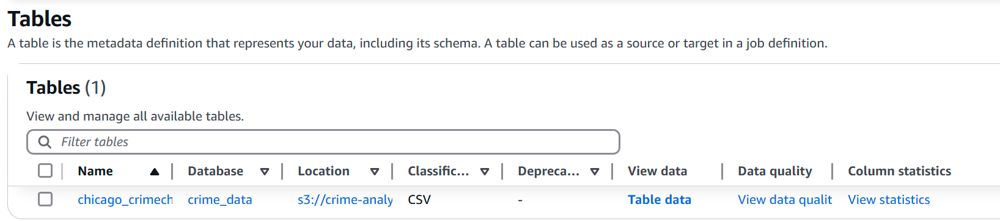 Tables
A table is the metadata definition that represents your data, including its schema. A table can be used as a source or target in a job definition.
Tables (1)
View and manage all available tables.
Filter tables
Name Database Location Classific... Depreca... View data Data quality Column statistics
chicago_crimech crime_data s3://crime-analy CSV - Table data View data qualit View statistics